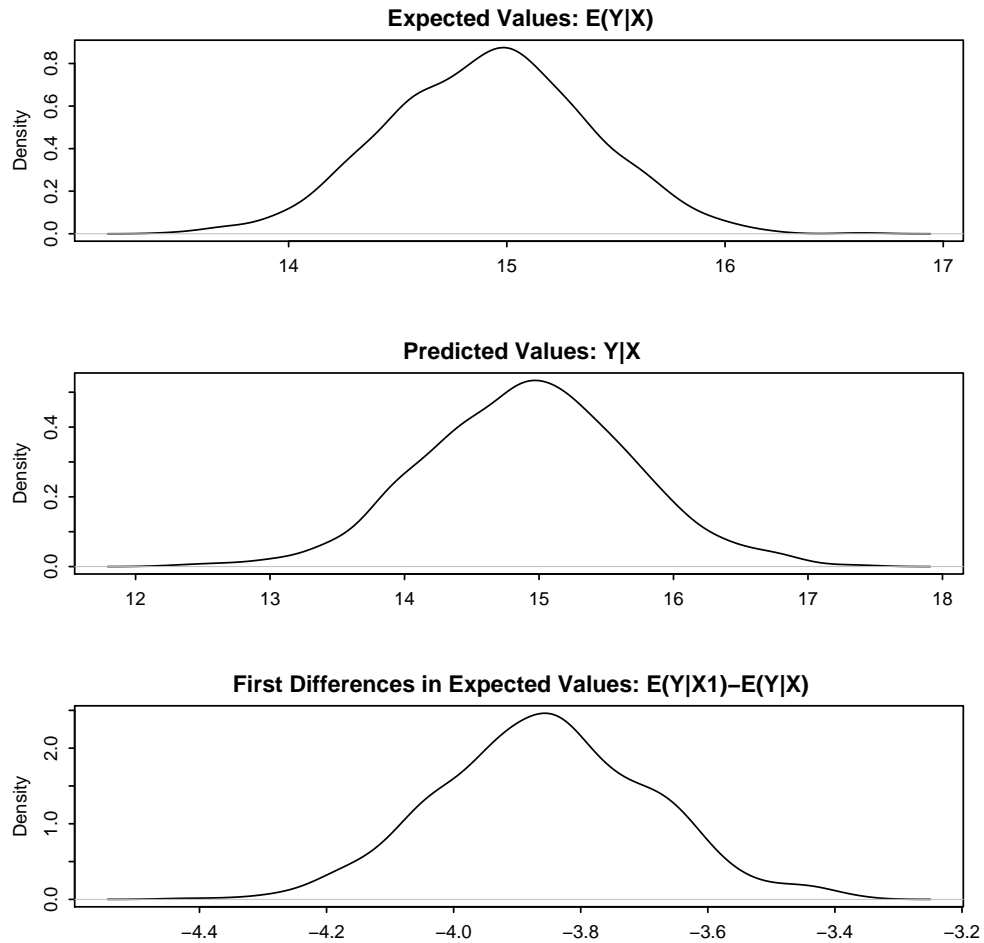 Expected Values: E(Y|X)
Density
0.0 0.2 0.4 0.6 0.8
14 15 16 17
Predicted Values: Y|X
Density
0.0 0.2 0.4
12 13 14 15 16 17 18
First Differences in Expected Values: E(Y|X1)−E(Y|X)
Density
0.0 1.0 2.0
−4.4 −4.2 −4.0 −3.8 −3.6 −3.4 −3.2